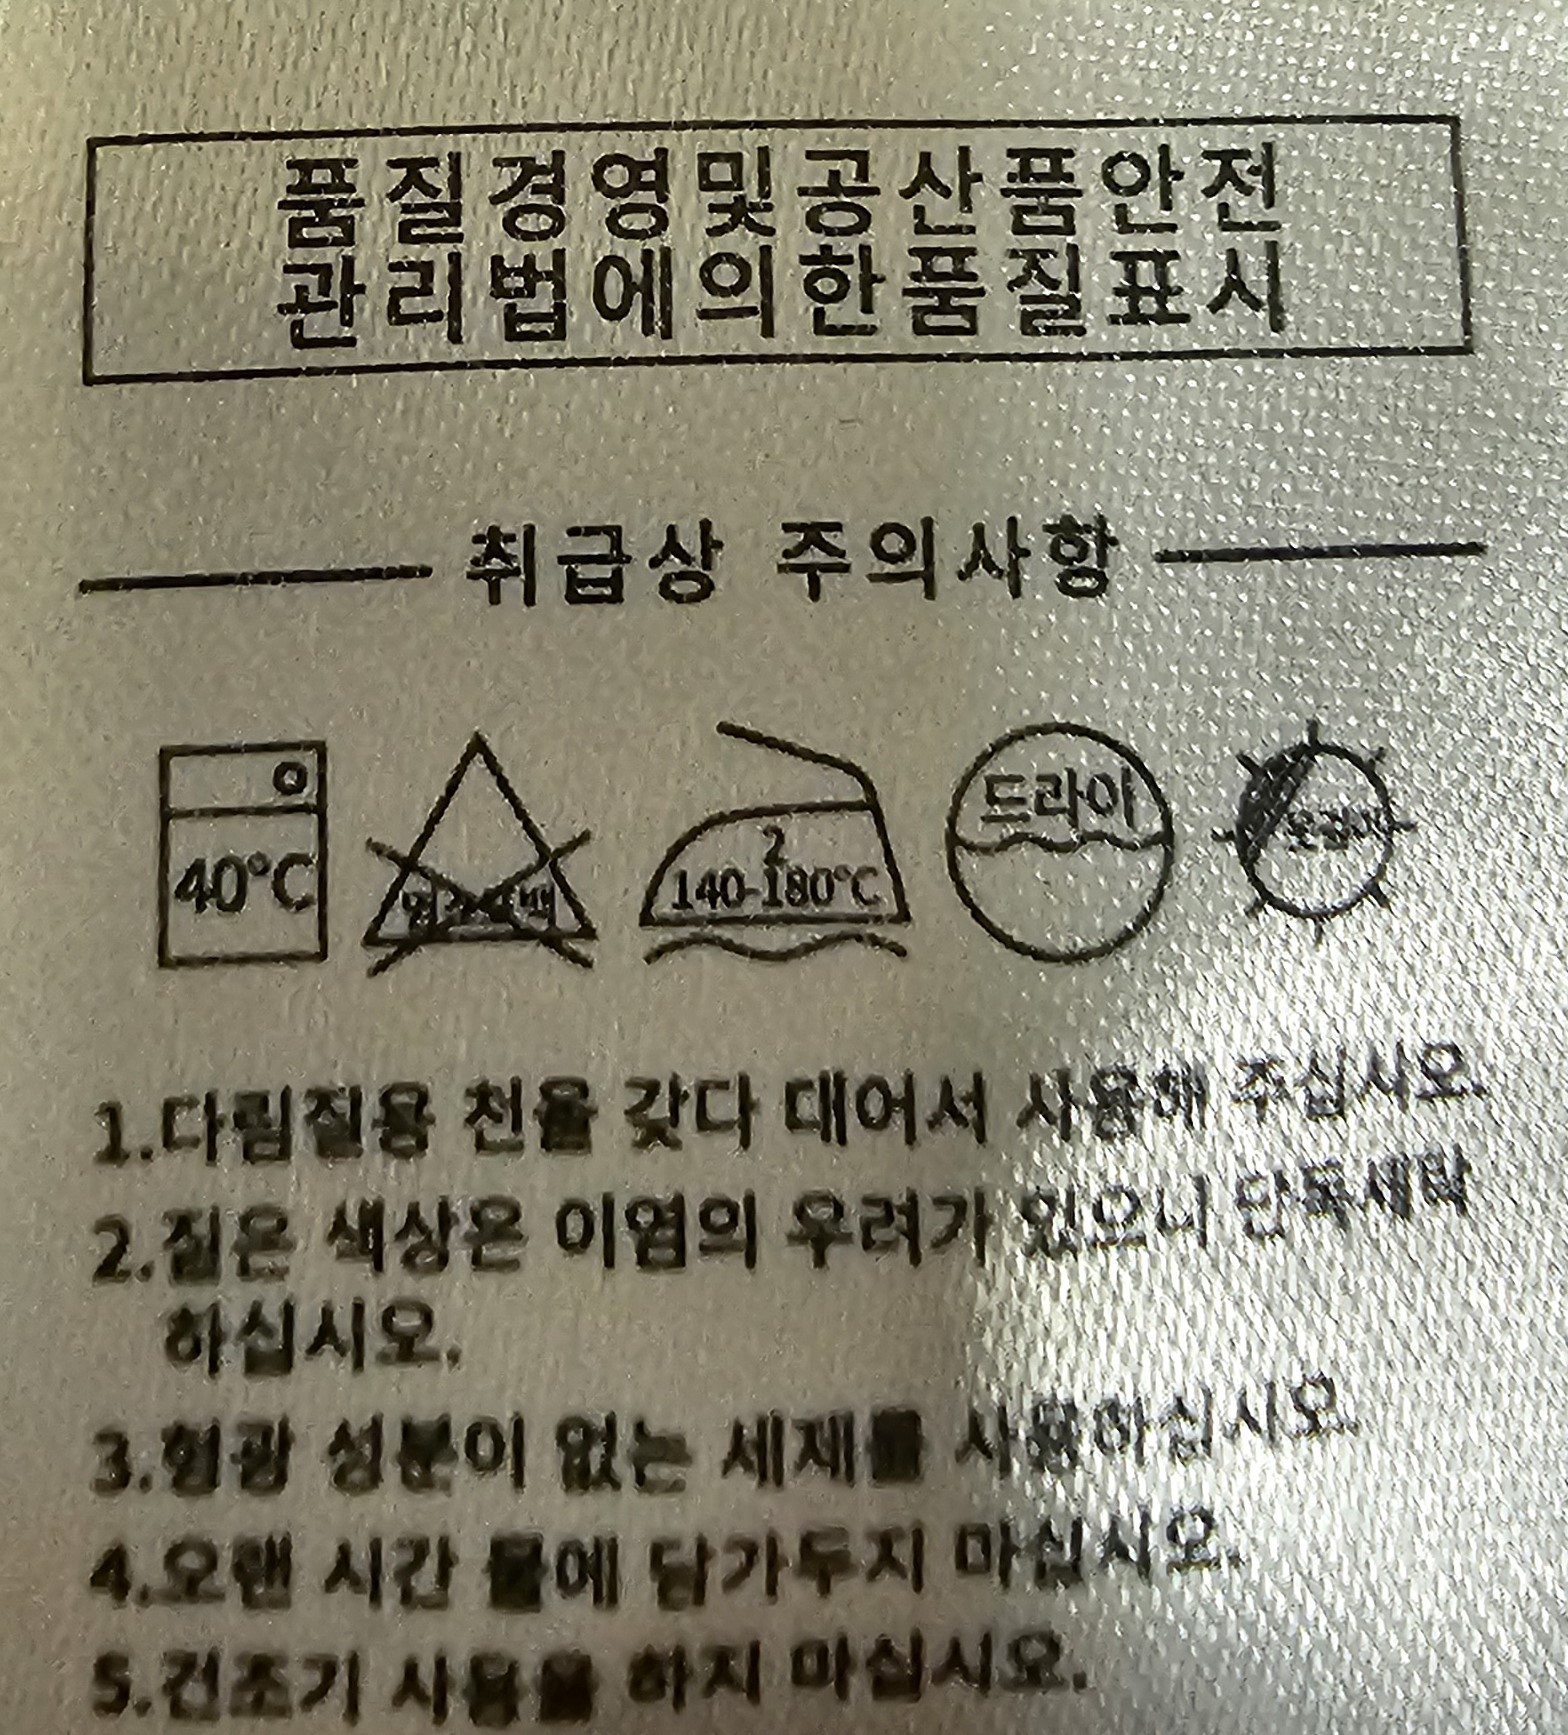 품질경영및공산품안전
관리법에의한품질표시
취급상 주의사항
40℃
2
140-180℃
드라이
옷걸이
1.다림질용 천을 갖다 대어서 사용해 주십시오.
2.짙은 색상은 이염의 우려가 있으니 단독세탁
하십시오.
3.형광 성분이 없는 세제를 사용하십시오.
4.오랜 시간 물에 담가두지 마십시오.
5.건조기 사용을 하지 마십시오.